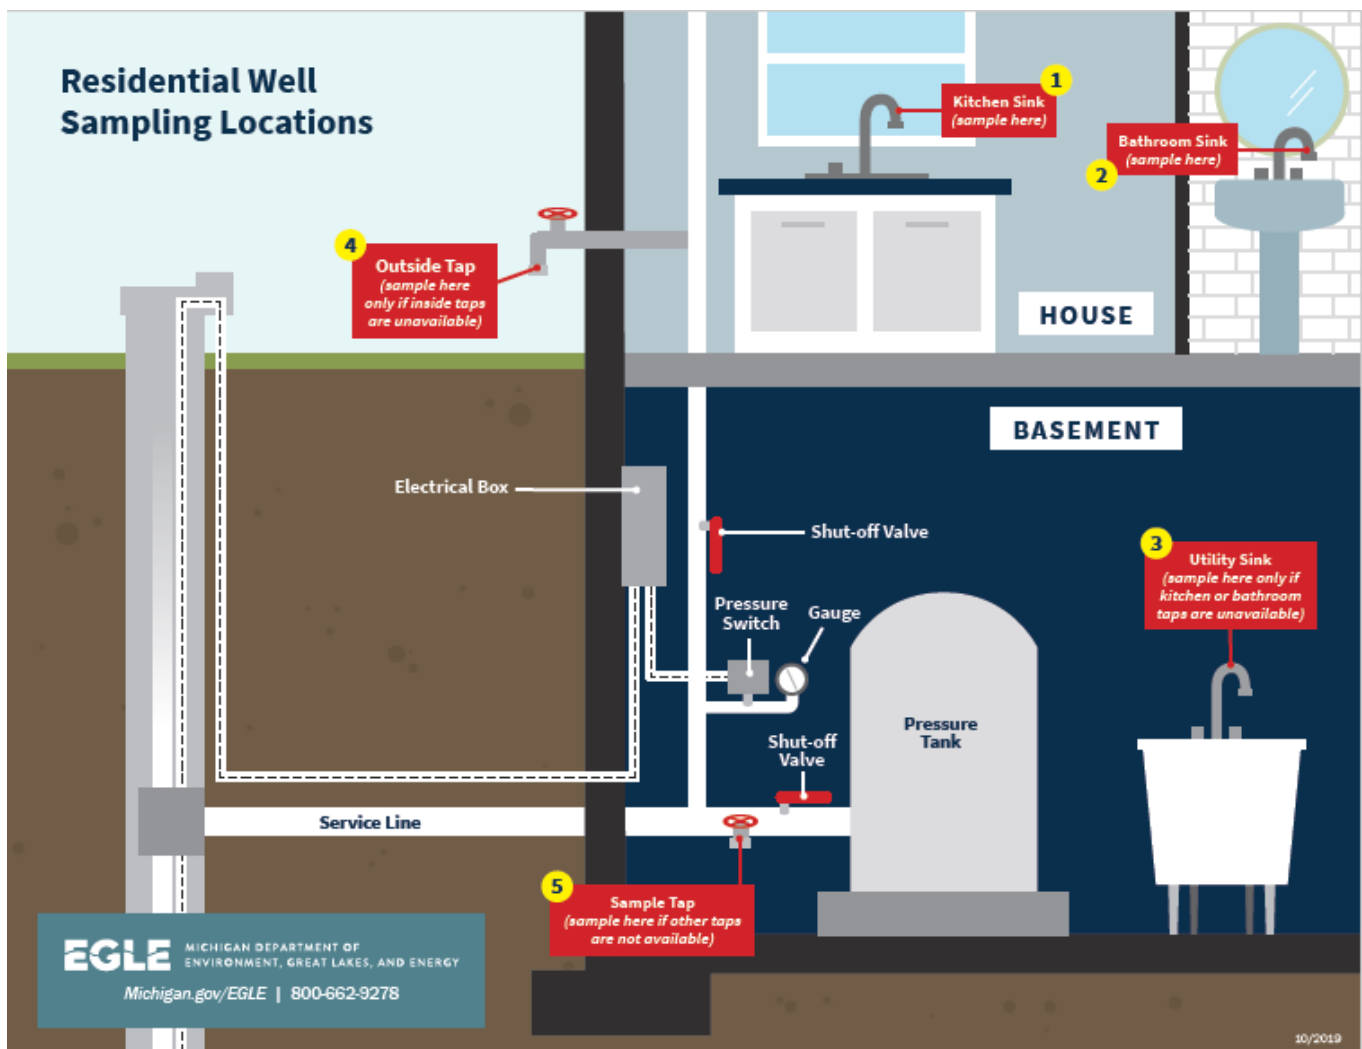 Residential Well
Sampling Locations
1
Kitchen Sink
(sample here)
Bathroom Sink
(sample here)
2
4
Outside Tap
(sample here
only if inside taps
are unavailable)
HOUSE
BASEMENT
Electrical Box
Shut-off Valve
3
Utility Sink
(sample here only if
kitchen or bathroom
taps are unavailable)
Pressure
Switch
Gauge
Pressure
Tank
Shut-off
Valve
Service Line
5
Sample Tap
(sample here if other taps
are not available)
EGLE
MICHIGAN DEPARTMENT OF
ENVIRONMENT, GREAT LAKES, AND ENERGY
Michigan.gov/EGLE | 800-662-9278
10/2019